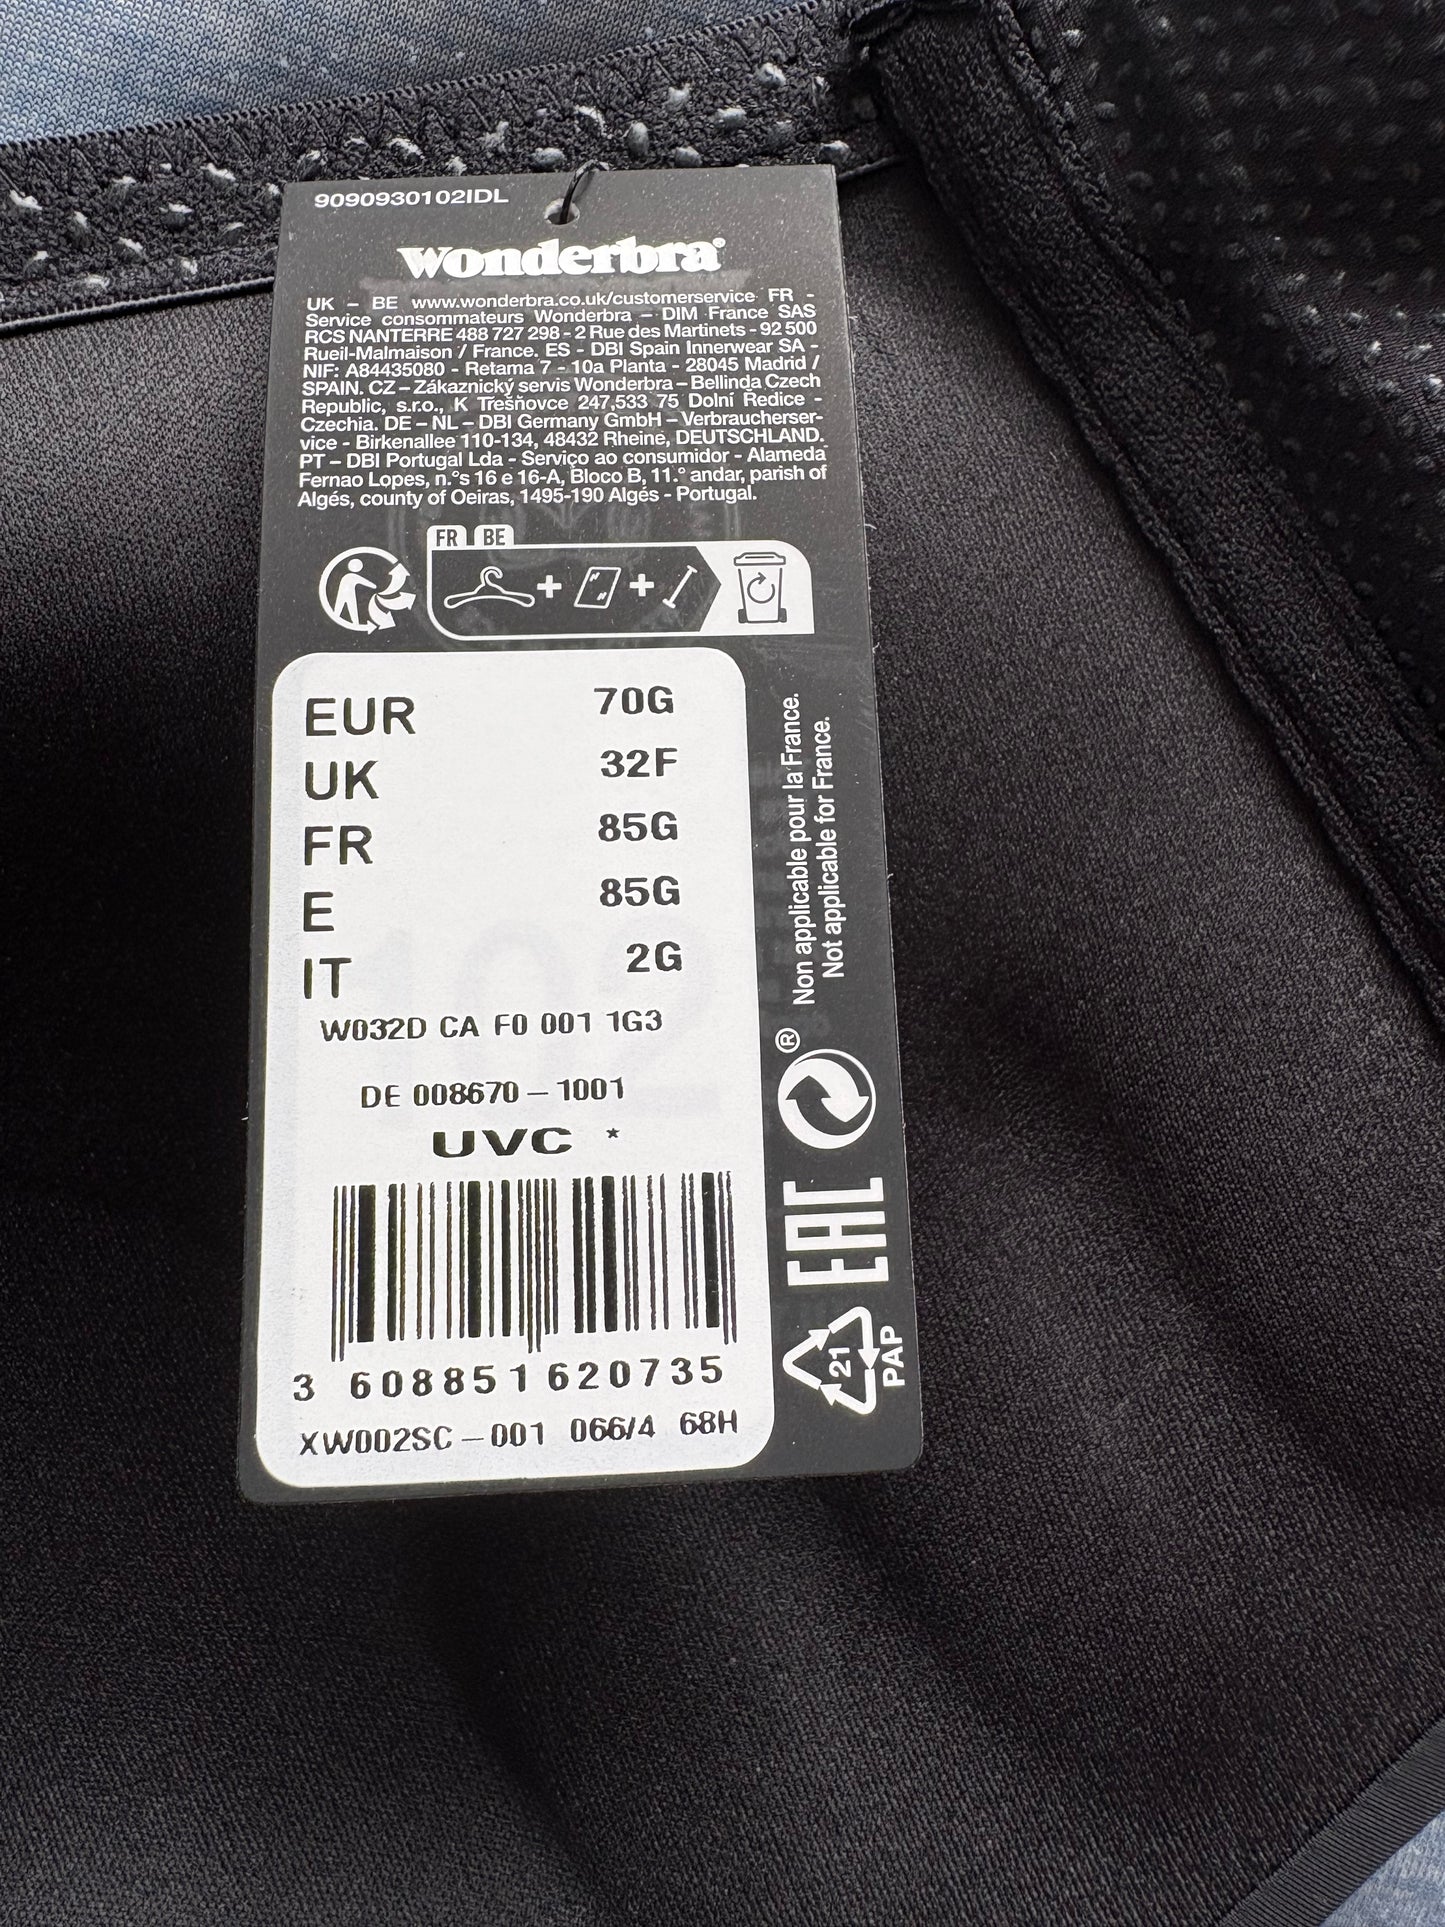 9090930102IDL
wonderbra®
UK – BE www.wonderbra.co.uk/customerservice FR -
Service consommateurs Wonderbra – DIM France SAS
RCS NANTERRE 488 727 298 - 2 Rue des Martinets - 92 500
Rueil-Malmaison / France. ES - DBI Spain Innerwear SA -
NIF: A84435080 - Retama 7 - 10a Planta - 28045 Madrid /
SPAIN. CZ – Zákaznický servis Wonderbra – Bellinda Czech
Republic, s.r.o., K Třešňovce 247,533 75 Dolní Ředice -
Czechia. DE – NL – DBI Germany GmbH – Verbraucherser-
vice - Birkenallee 110-134, 48432 Rheine, DEUTSCHLAND.
PT – DBI Portugal Lda - Serviço ao consumidor - Alameda
Fernao Lopes, n.ºs 16 e 16-A, Bloco B, 11.º andar, parish of
Algés, county of Oeiras, 1495-190 Algés - Portugal.
FR BE
EUR 70G
UK 32F
FR 85G
E 85G
IT 2G
W032D CA F0 001 1G3
DE 008670 – 1001
UVC *
3 608851 620735
XW002SC – 001 066/4 68H
Non applicable pour la France.
Not applicable for France.
®
EAC
21
PAP